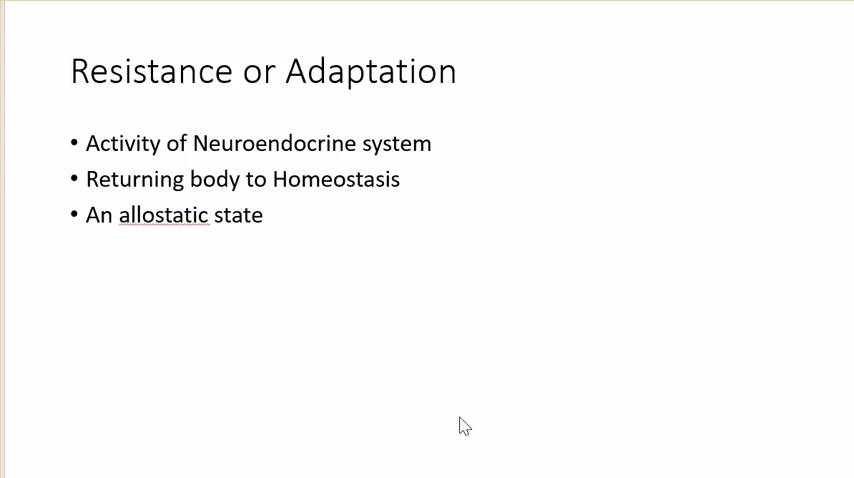 Resistance or Adaptation
• Activity of Neuroendocrine system
• Returning body to Homeostasis
• An allostatic state